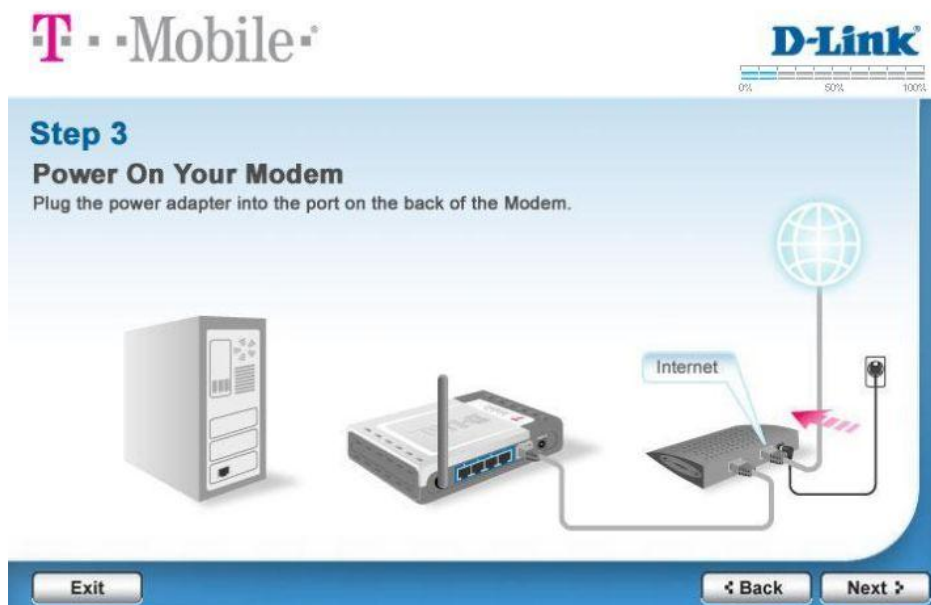 T··Mobile·
D-Link
0% 50% 100%
Step 3
Power On Your Modem
Plug the power adapter into the port on the back of the Modem.
Internet
Exit
Back
Next